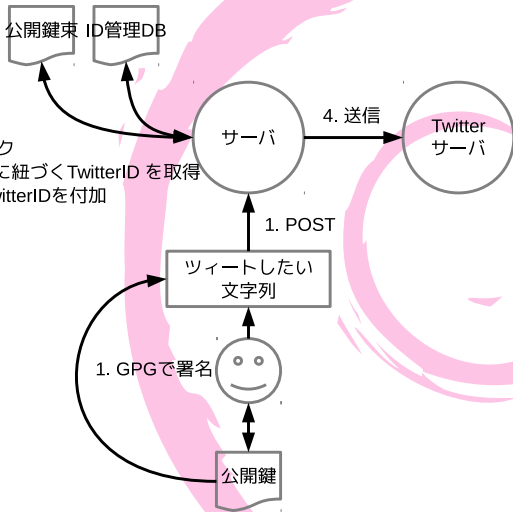 公開鍵束 ID管理DB
4. 送信
サーバ
Twitter
サーバ
ク
に紐づくTwitterID を取得
itterIDを付加
1. POST
ツィートしたい
文字列
1. GPGで署名
公開鍵